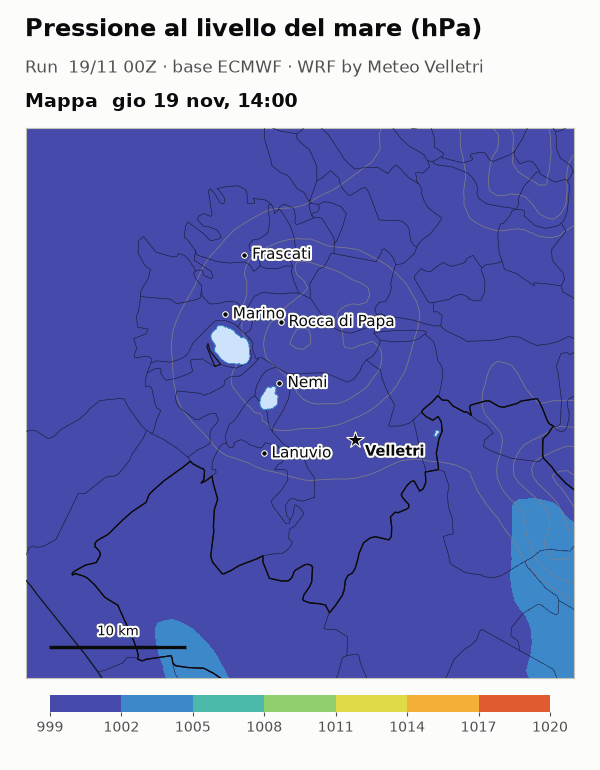 Pressione al livello del mare (hPa)
Run  19/11 00Z · base ECMWF · WRF by Meteo Velletri
Mappa  gio 19 nov, 14:00
Frascati
Marino
Rocca di Papa
Nemi
Velletri
Lanuvio
10 km
999 1002 1005 1008 1011 1014 1017 1020